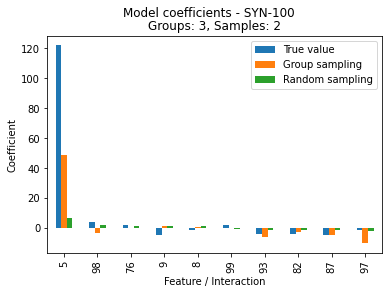 Model coefficients - SYN-100
Groups: 3, Samples: 2
True value
Group sampling
Random sampling
120
100
80
60
40
20
0
Coefficient
5 98 76 9 8 99 93 82 87 97
Feature / Interaction